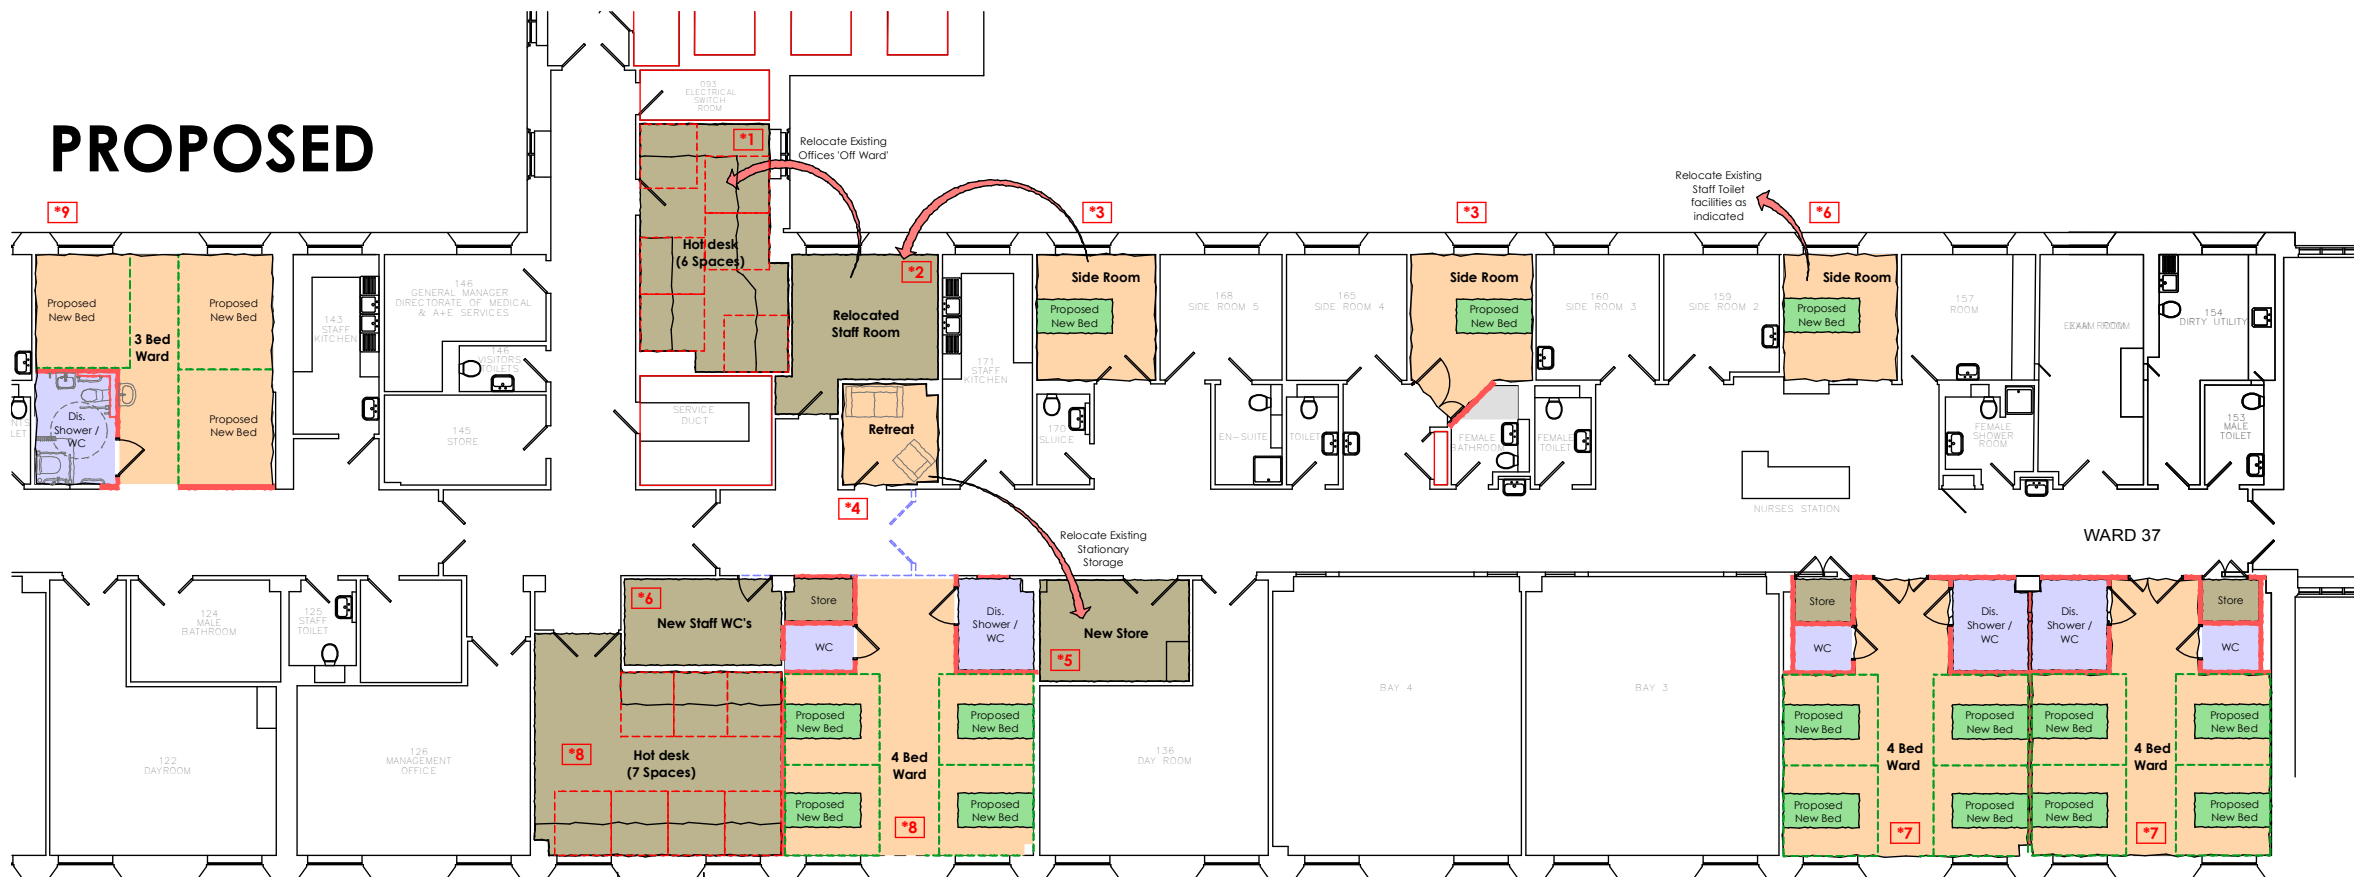 PROPOSED
093
ELECTRICAL
SWITCH
ROOM
*1
Relocate Existing
Offices 'Off Ward'
Relocate Existing
Staff Toilet
facilities as
indicated
*9
*3
*3
*6
Hot desk
(6 Spaces)
*2
Relocated
Staff Room
Side Room
Proposed
New Bed
168
SIDE ROOM 5
165
SIDE ROOM 4
Side Room
Proposed
New Bed
160
SIDE ROOM 3
159
SIDE ROOM 2
Side Room
Proposed
New Bed
157
ROOM
EXAM ROOM
154
DIRTY UTILITY
Proposed
New Bed
Proposed
New Bed
3 Bed
Ward
Proposed
New Bed
Dis.
Shower /
WC
143
STAFF
KITCHEN
146
GENERAL MANAGER
DIRECTORATE OF MEDICAL
& A+E SERVICES
146
VISITORS
TOILETS
145
STORE
SERVICE
DUCT
Retreat
171
STAFF
KITCHEN
170
SLUICE
EN-SUITE
TOILET
FEMALE
BATHROOM
FEMALE
TOILET
FEMALE
SHOWER
ROOM
153
MALE
TOILET
NURSES STATION
*4
Relocate Existing
Stationary
Storage
WARD 37
124
MALE
BATHROOM
125
STAFF
TOILET
122
DAYROOM
126
MANAGEMENT
OFFICE
*6
New Staff WC's
Store
WC
Dis.
Shower /
WC
New Store
*5
*8
Hot desk
(7 Spaces)
Proposed
New Bed
Proposed
New Bed
4 Bed
Ward
Proposed
New Bed
Proposed
New Bed
*8
136
DAY ROOM
BAY 4
BAY 3
Store
WC
Dis.
Shower /
WC
Dis.
Shower /
WC
Store
WC
Proposed
New Bed
Proposed
New Bed
Proposed
New Bed
Proposed
New Bed
4 Bed
Ward
4 Bed
Ward
Proposed
New Bed
Proposed
New Bed
Proposed
New Bed
Proposed
New Bed
*7
*7